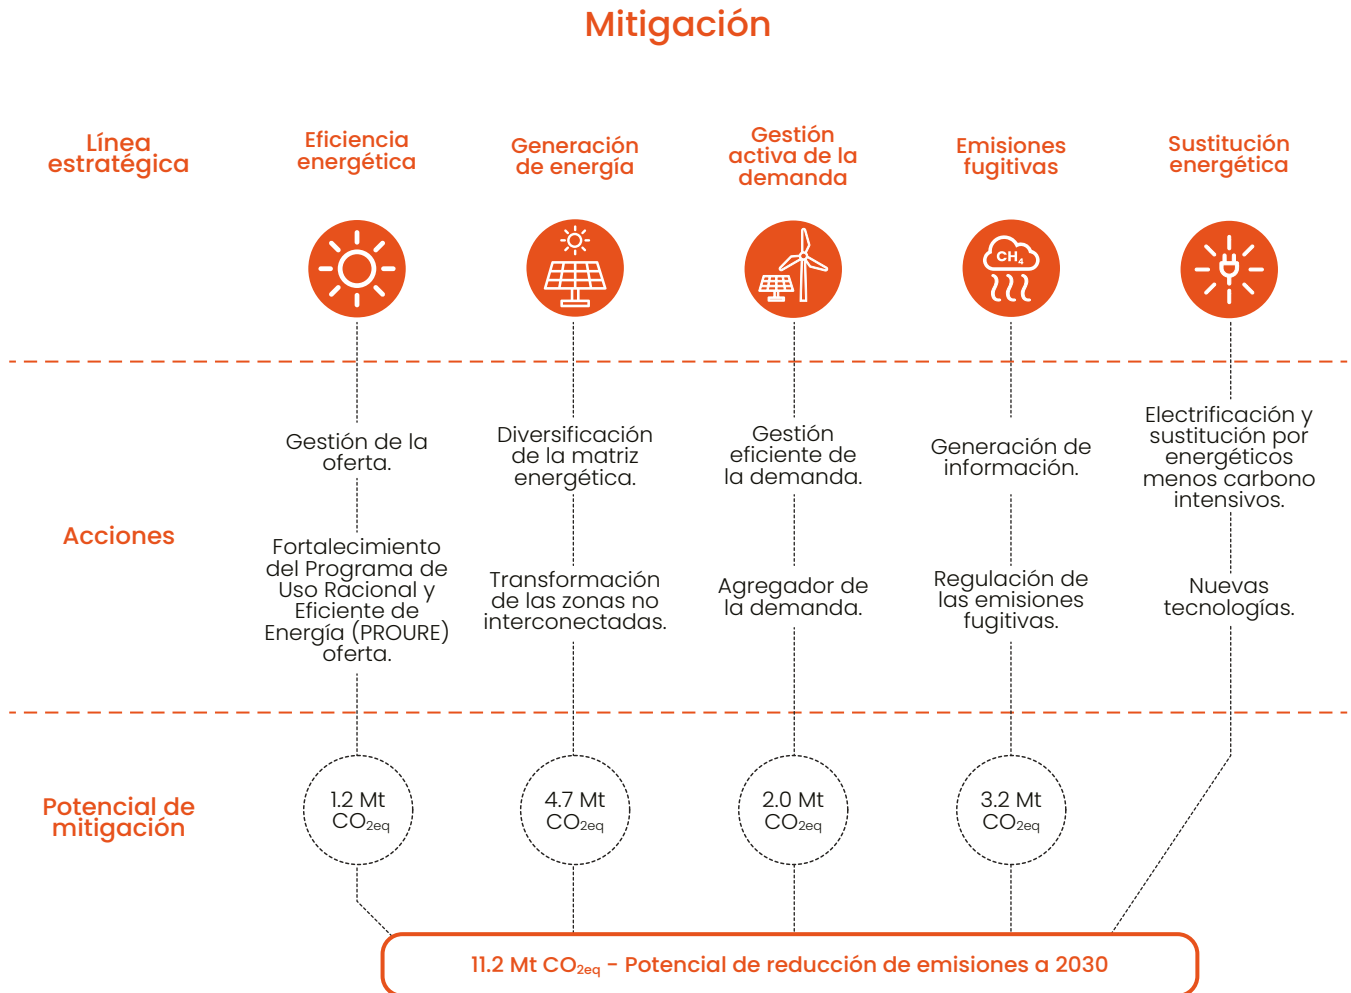 Mitigación
Línea
estratégica
Eficiencia
energética
Generación
de energía
Gestión
activa de la
demanda
Emisiones
fugitivas
Sustitución
energética
CH₄
Acciones
Gestión de la
oferta.
Fortalecimiento
del Programa de
Uso Racional y
Eficiente de
Energía (PROURE)
oferta.
Diversificación
de la matriz
energética.
Transformación
de las zonas no
interconectadas.
Gestión
eficiente de
la demanda.
Agregador de
la demanda.
Generación de
información.
Regulación de
las emisiones
fugitivas.
Electrificación y
sustitución por
energéticos
menos carbono
intensivos.
Nuevas
tecnologías.
Potencial de
mitigación
1.2 Mt
CO2eq
4.7 Mt
CO2eq
2.0 Mt
CO2eq
3.2 Mt
CO2eq
11.2 Mt CO2eq - Potencial de reducción de emisiones a 2030